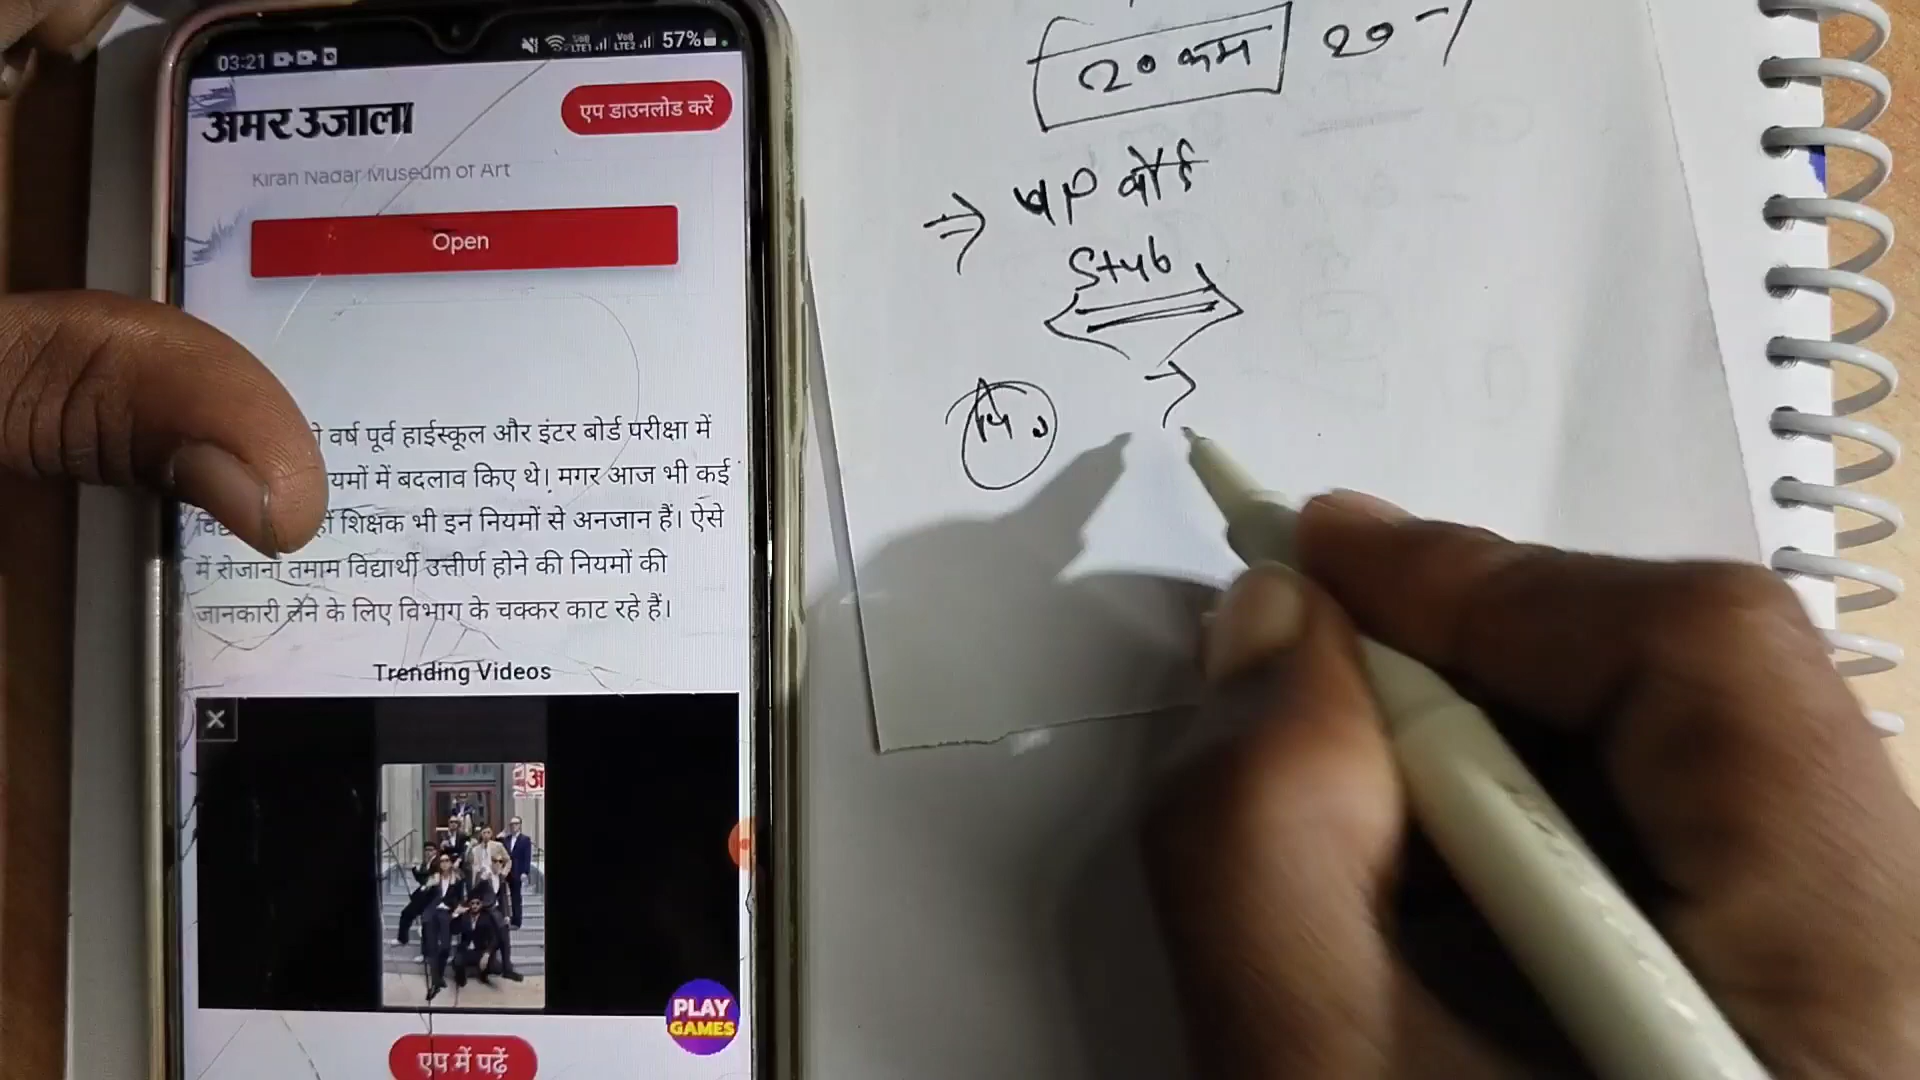 03:21
57%
अमर उजाला
एप डाउनलोड करें
Kiran Nadar Museum of Art
Open
वर्ष पूर्व हाईस्कूल और इंटर बोर्ड परीक्षा में
यमों में बदलाव किए थे। मगर आज भी कई
शिक्षक भी इन नियमों से अनजान हैं। ऐसे
में रोजाना तमाम विद्यार्थी उत्तीर्ण होने की नियमों की
जानकारी लेने के लिए विभाग के चक्कर काट रहे हैं।
Trending Videos
PLAY
GAMES
एप में पढ़ें
20 कम
20
UP बोर्ड